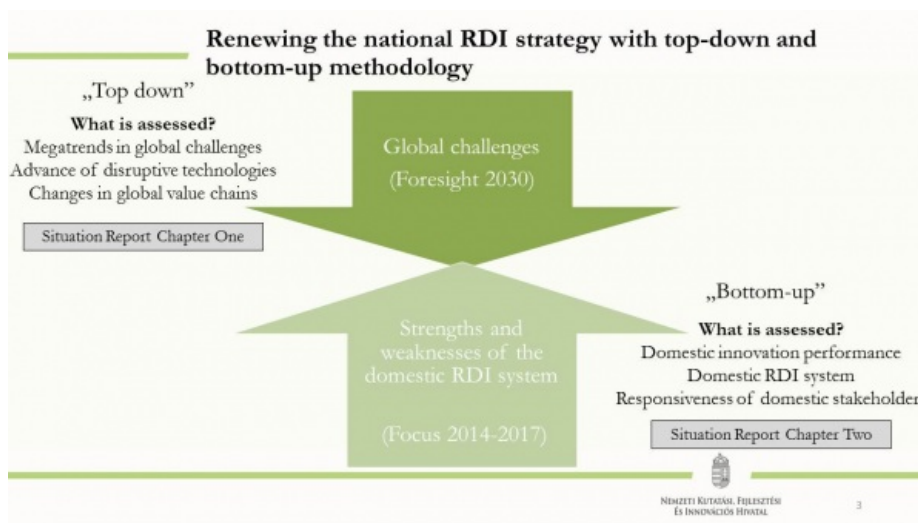 Renewing the national RDI strategy with top-down and
bottom-up methodology
„Top down”
What is assessed?
Megatrends in global challenges
Advance of disruptive technologies
Changes in global value chains
Situation Report Chapter One
Global challenges
(Foresight 2030)
Strengths and
weaknesses of the
domestic RDI system
(Focus 2014-2017)
„Bottom-up”
What is assessed?
Domestic innovation performance
Domestic RDI system
Responsiveness of domestic stakeholder
Situation Report Chapter Two
Nemzeti Kutatási, Fejlesztési
És Innovációs Hivatal
3